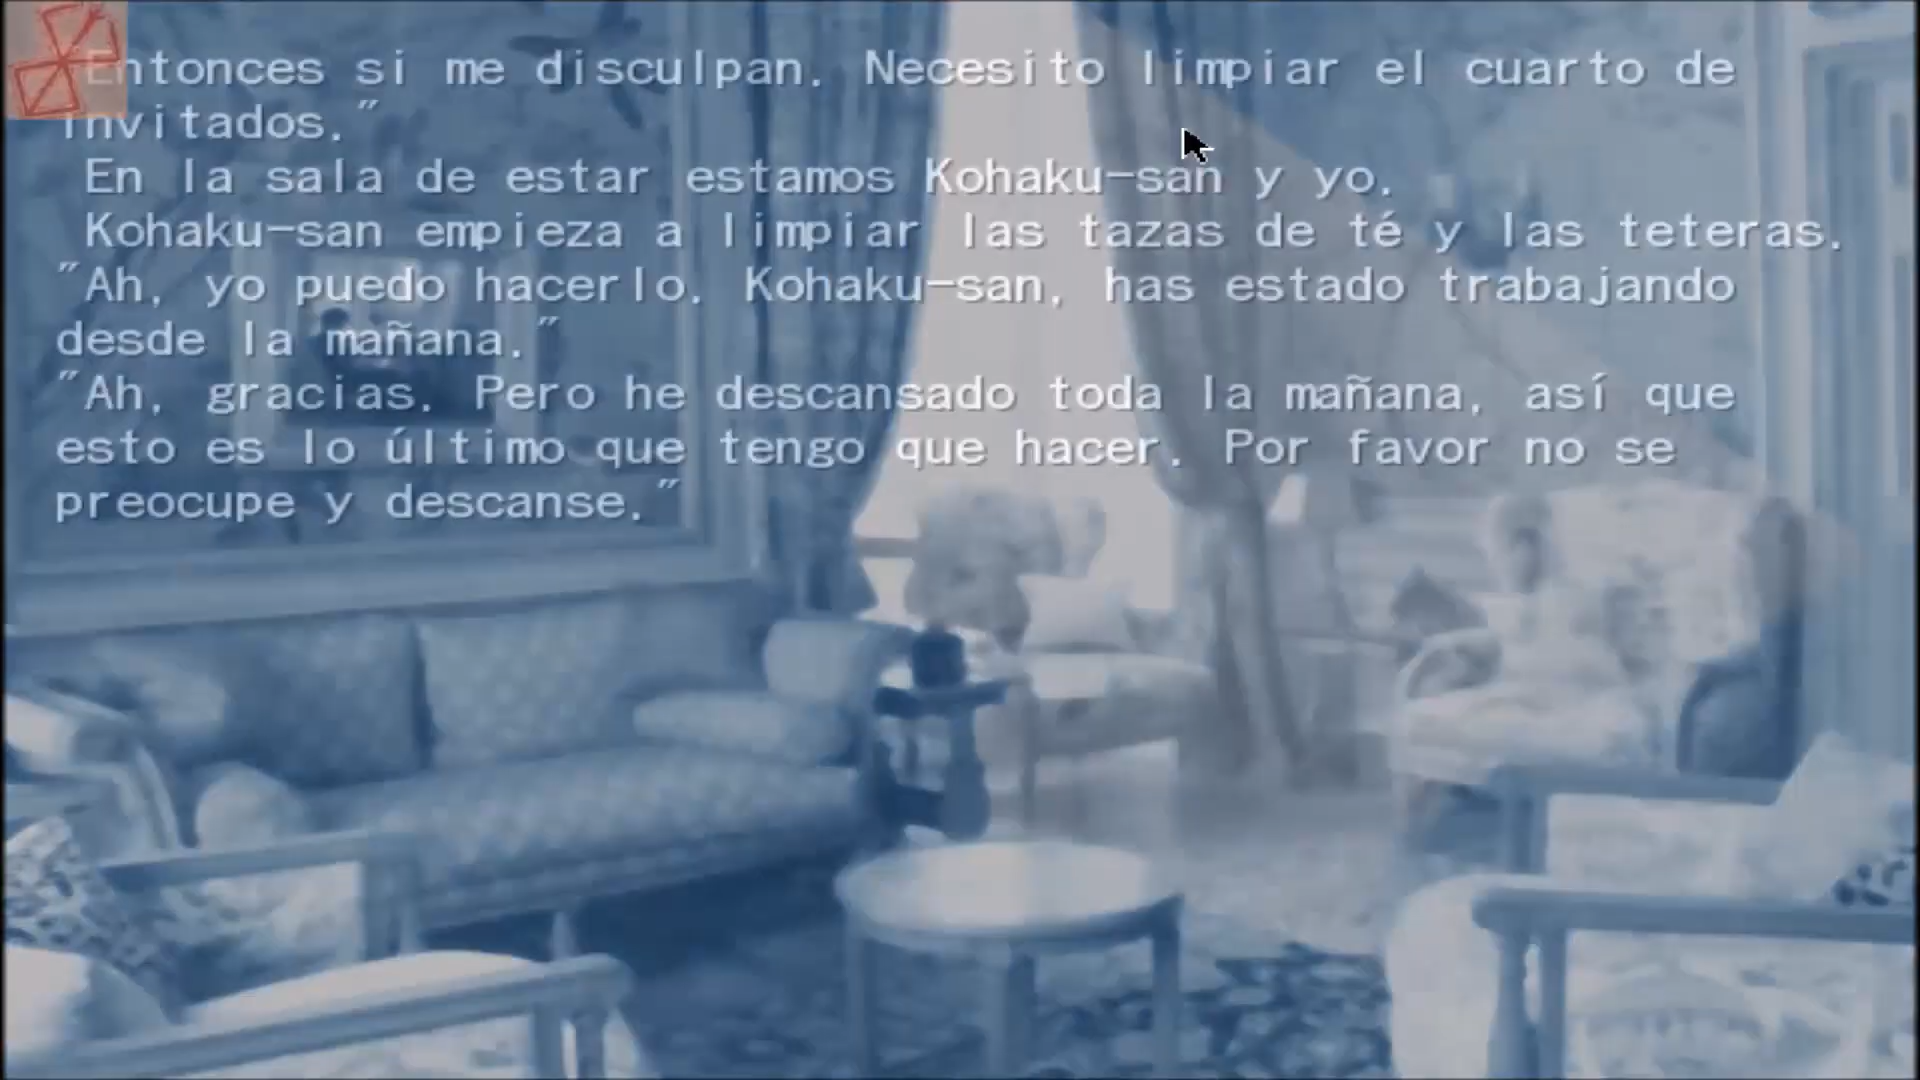 "Entonces si me disculpan. Necesito limpiar el cuarto de
invitados."
En la sala de estar estamos Kohaku-san y yo.
Kohaku-san empieza a limpiar las tazas de té y las teteras.
"Ah, yo puedo hacerlo. Kohaku-san, has estado trabajando
desde la mañana."
"Ah, gracias. Pero he descansado toda la mañana, así que
esto es lo último que tengo que hacer. Por favor no se
preocupe y descanse."